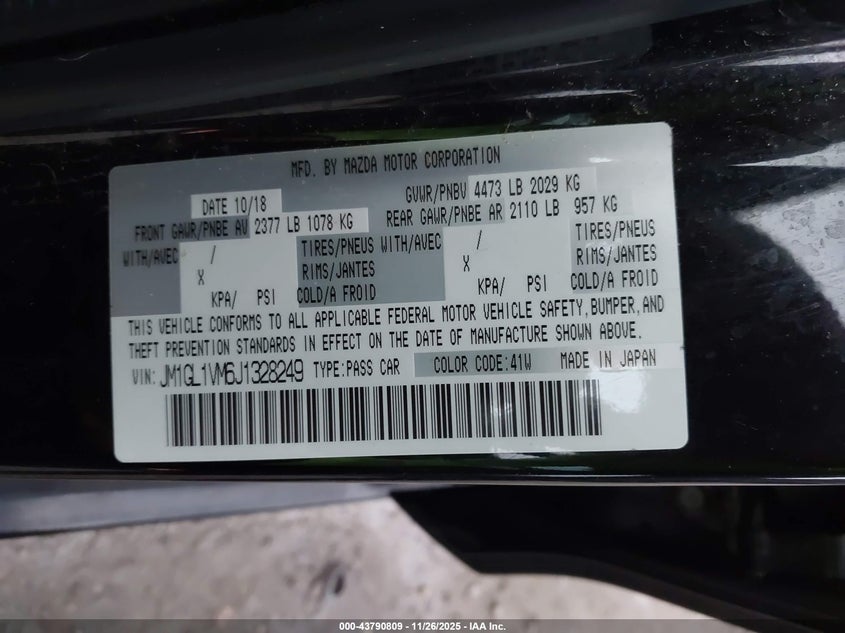 MFD. BY MAZDA MOTOR CORPORATION
DATE 10/18 GVWR/PNBV 4473 LB 2029 KG
FRONT GAWR/PNBE AV 2377 LB 1078 KG REAR GAWR/PNBE AR 2110 LB 957 KG
WITH/AVEC / TIRES/PNEUS WITH/AVEC / TIRES/PNEUS
X RIMS/JANTES X RIMS/JANTES
KPA/ PSI COLD/A FROID KPA/ PSI COLD/A FROID
THIS VEHICLE CONFORMS TO ALL APPLICABLE FEDERAL MOTOR VEHICLE SAFETY, BUMPER, AND
THEFT PREVENTION STANDARDS IN EFFECT ON THE DATE OF MANUFACTURE SHOWN ABOVE.
VIN: JM1GL1VM6J1328249 TYPE:PASS CAR COLOR CODE:41W MADE IN JAPAN
000-43790809 - 11/26/2025 - IAA Inc.